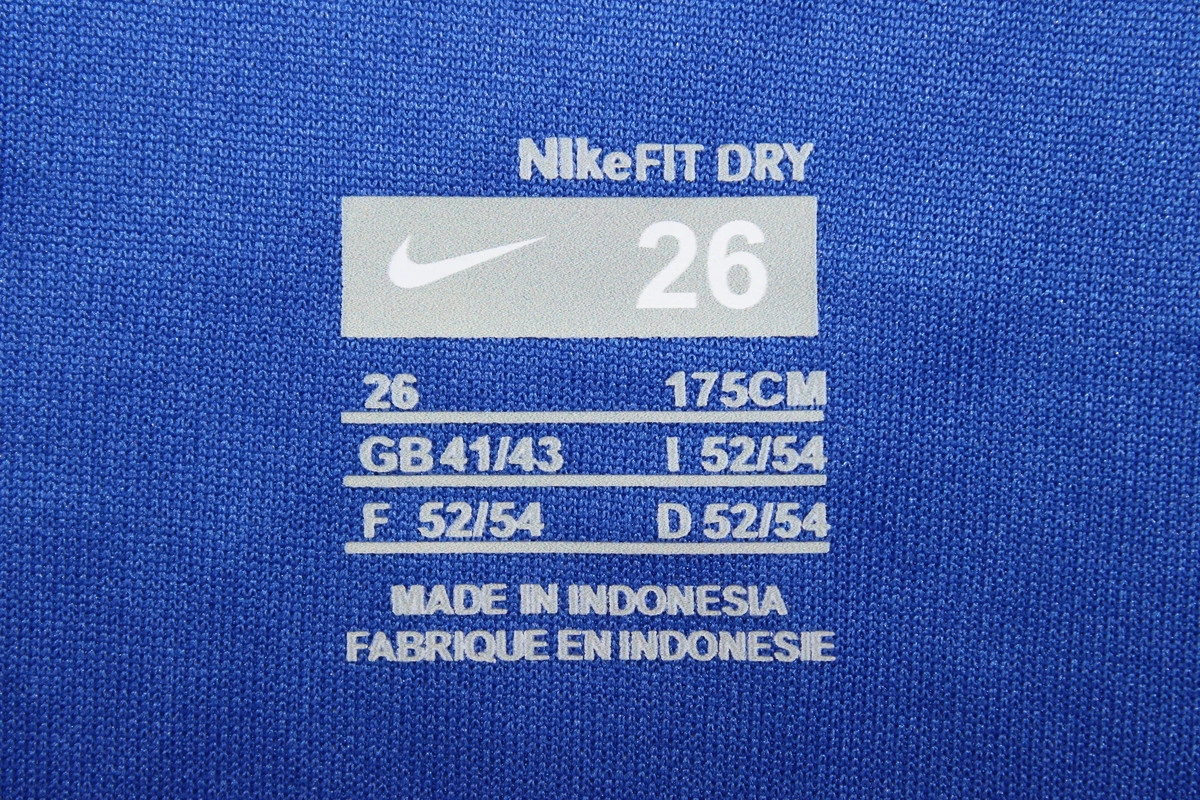 NIkeFIT DRY
26
26 175CM
GB 41/43 I 52/54
F 52/54 D 52/54
MADE IN INDONESIA
FABRIQUE EN INDONESIE